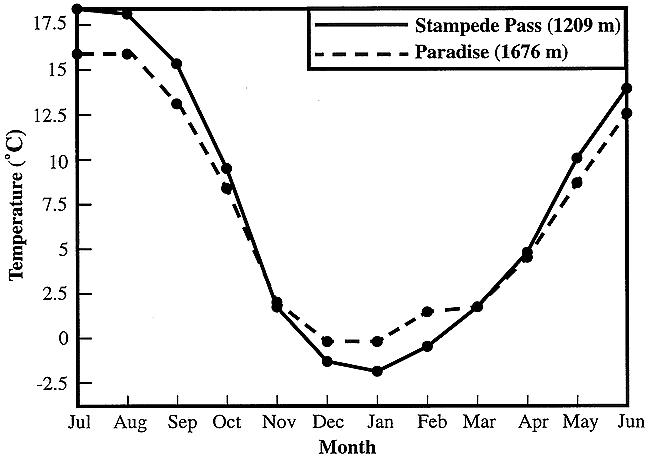 Stampede Pass (1209 m)
Paradise (1676 m)
Temperature (°C)
17.5
15
12.5
10
7.5
5
2.5
0
-2.5
Jul Aug Sep Oct Nov Dec Jan Feb Mar Apr May Jun
Month